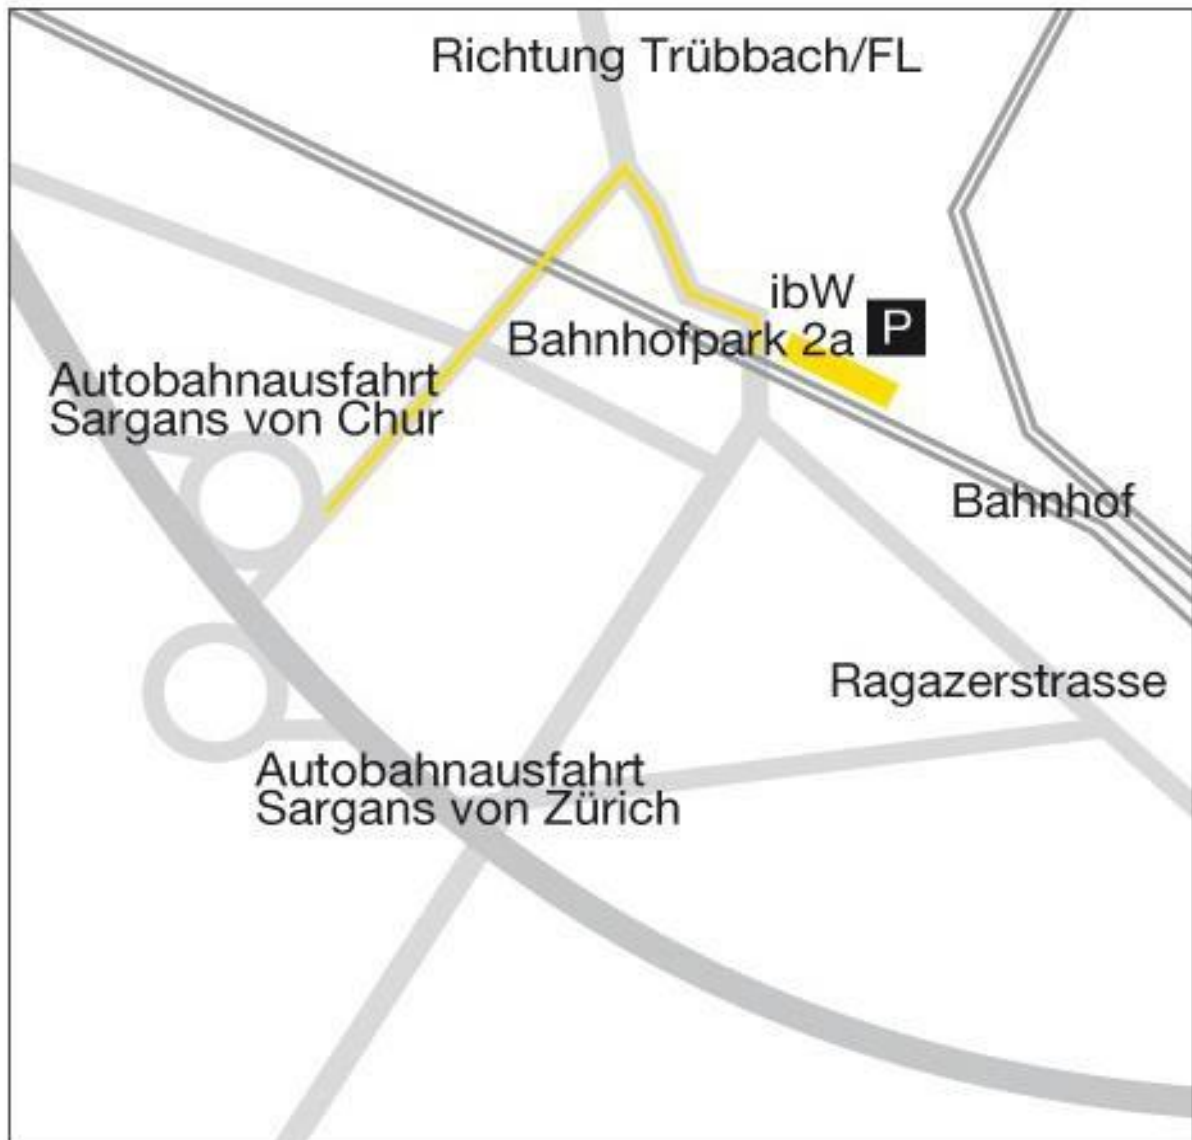 Richtung Trübbach/FL
ibW
Bahnhofpark 2a P
Autobahnausfahrt
Sargans von Chur
Bahnhof
Ragazerstrasse
Autobahnausfahrt
Sargans von Zürich